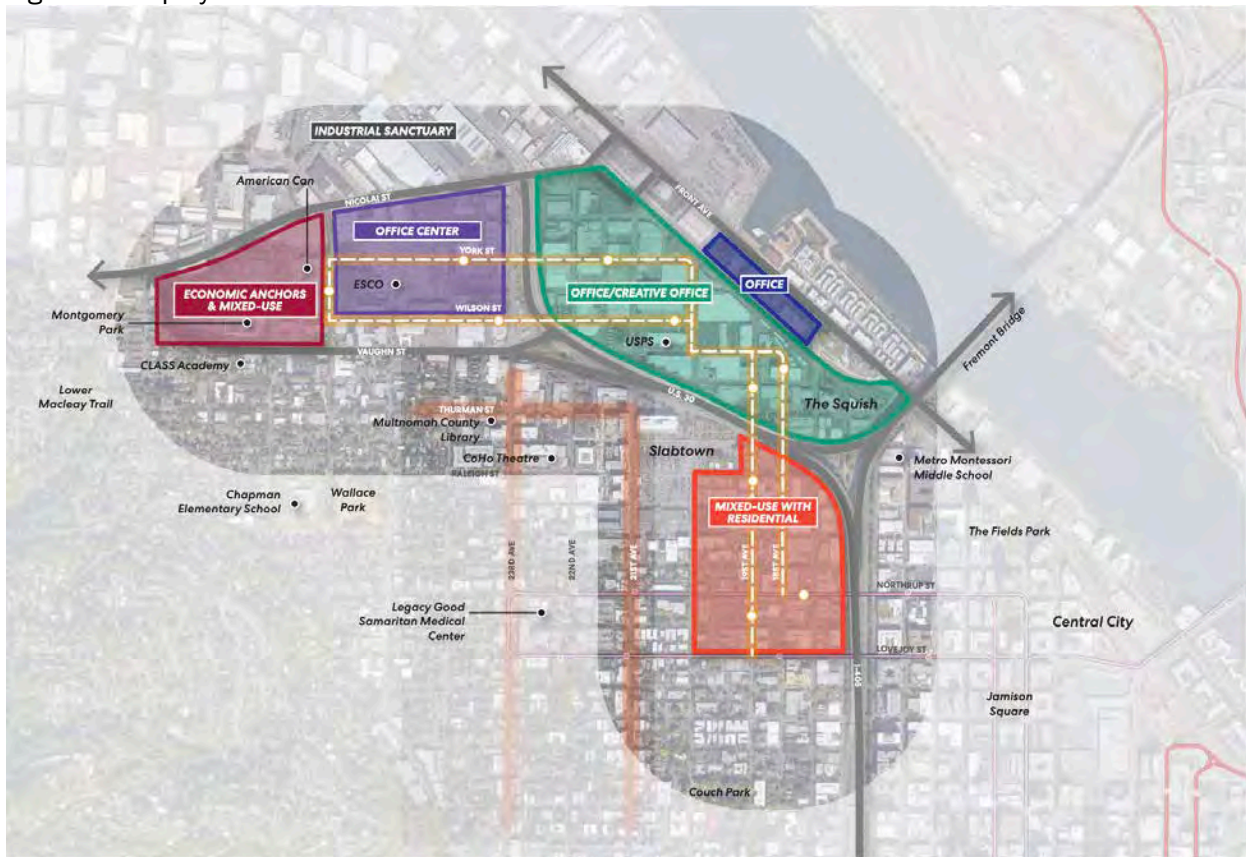 INDUSTRIAL SANCTUARY
American Can
NICOLAI ST
FRONT AVE
OFFICE CENTER
YORK ST
ESCO
ECONOMIC ANCHORS
& MIXED-USE
OFFICE/CREATIVE OFFICE
OFFICE
WILSON ST
Montgomery
Park
USPS
VAUGHN ST
CLASS Academy
Fremont Bridge
Lower
Macleay Trail
U.S. 30
The Squish
THURMAN ST
Multnomah County
Library
Slabtown
CoHo Theatre
RALEIGH ST
Metro Montessori
Middle School
Chapman
Elementary School
Wallace
Park
MIXED-USE WITH
RESIDENTIAL
The Fields Park
23RD AVE
22ND AVE
21ST AVE
19ST AVE
18ST AVE
NORTHRUP ST
Legacy Good
Samaritan Medical
Center
Central City
LOVEJOY ST
I-405
Jamison
Square
Couch Park